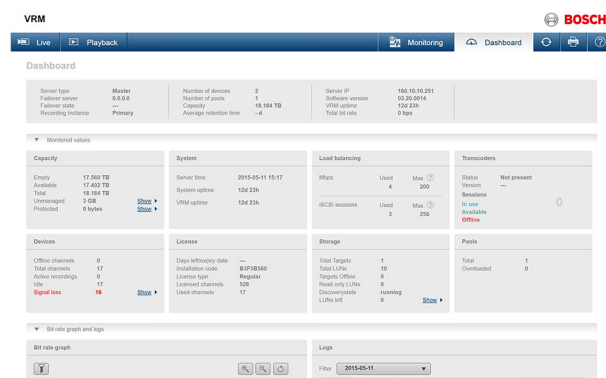 VRM
BOSCH
Live
Playback
Monitoring
Dashboard
Dashboard
Server type Master
Failover server 0.0.0.0
Failover state ---
Recording Instance Primary
Number of devices 2
Number of pools 1
Capacity 18.184 TB
Average retention time - d
Server IP 160.10.10.251
Software version 03.20.0014
VRM uptime 12d 23h
Total bit rate 0 bps
Monitored values
Capacity
Empty 17.560 TB
Available 17.402 TB
Total 18.184 TB
Unmanaged 3 GB Show
Protected 0 bytes Show
System
Server time 2015-05-11 15:17
System uptime 12d 23h
VRM uptime 12d 23h
Load balancing
Mbps Used Max. ?
4 200
iSCSI sessions Used Max. ?
3 256
Transcoders
Status Not present
Version ---
Sessions
In use
Available 0
Offline
Devices
Offline channels 0
Total channels 17
Active recordings 0
Idle 17
Signal loss 16 Show
License
Days left/expiry date ---
Installation code B3F5B560
License type Regular
Licensed channels 528
Used channels 17
Storage
Total Targets 1
Total LUNs 10
Targets Offline 0
Read only LUNs 0
Discoverystate running
LUNs left 0 Show
Pools
Total 1
Overloaded 0
Bit rate graph and logs
Bit rate graph
Logs
Filter 2015-05-11